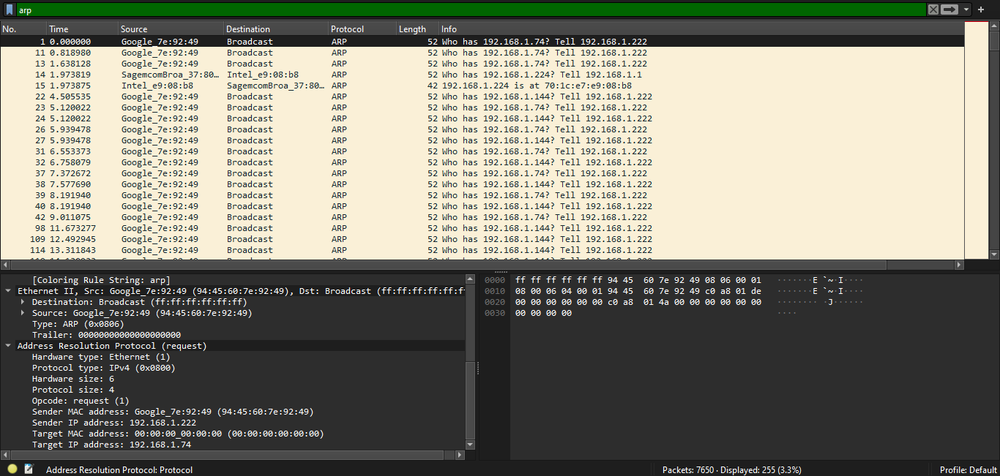 arp
No. Time Source Destination Protocol Length Info
1 0.000000 Google_7e:92:49 Broadcast ARP 52 Who has 192.168.1.74? Tell 192.168.1.222
11 0.818980 Google_7e:92:49 Broadcast ARP 52 Who has 192.168.1.74? Tell 192.168.1.222
13 1.638128 Google_7e:92:49 Broadcast ARP 52 Who has 192.168.1.74? Tell 192.168.1.222
14 1.973819 SagemcomBroa_37:80… Intel_e9:08:b8 ARP 52 Who has 192.168.1.224? Tell 192.168.1.1
15 1.973875 Intel_e9:08:b8 SagemcomBroa_37:80… ARP 42 192.168.1.224 is at 70:1c:e7:e9:08:b8
22 4.505535 Google_7e:92:49 Broadcast ARP 52 Who has 192.168.1.144? Tell 192.168.1.222
23 5.120022 Google_7e:92:49 Broadcast ARP 52 Who has 192.168.1.74? Tell 192.168.1.222
24 5.120022 Google_7e:92:49 Broadcast ARP 52 Who has 192.168.1.144? Tell 192.168.1.222
26 5.939478 Google_7e:92:49 Broadcast ARP 52 Who has 192.168.1.74? Tell 192.168.1.222
27 5.939478 Google_7e:92:49 Broadcast ARP 52 Who has 192.168.1.144? Tell 192.168.1.222
31 6.553373 Google_7e:92:49 Broadcast ARP 52 Who has 192.168.1.74? Tell 192.168.1.222
32 6.758079 Google_7e:92:49 Broadcast ARP 52 Who has 192.168.1.144? Tell 192.168.1.222
37 7.372672 Google_7e:92:49 Broadcast ARP 52 Who has 192.168.1.74? Tell 192.168.1.222
38 7.577690 Google_7e:92:49 Broadcast ARP 52 Who has 192.168.1.144? Tell 192.168.1.222
39 8.191940 Google_7e:92:49 Broadcast ARP 52 Who has 192.168.1.74? Tell 192.168.1.222
40 8.191940 Google_7e:92:49 Broadcast ARP 52 Who has 192.168.1.144? Tell 192.168.1.222
42 9.011075 Google_7e:92:49 Broadcast ARP 52 Who has 192.168.1.74? Tell 192.168.1.222
98 11.673277 Google_7e:92:49 Broadcast ARP 52 Who has 192.168.1.144? Tell 192.168.1.222
109 12.492945 Google_7e:92:49 Broadcast ARP 52 Who has 192.168.1.144? Tell 192.168.1.222
114 13.311843 Google_7e:92:49 Broadcast ARP 52 Who has 192.168.1.144? Tell 192.168.1.222
[Coloring Rule String: arp]
Ethernet II, Src: Google_7e:92:49 (94:45:60:7e:92:49), Dst: Broadcast (ff:ff:ff:ff:ff:ff
Destination: Broadcast (ff:ff:ff:ff:ff:ff)
Source: Google_7e:92:49 (94:45:60:7e:92:49)
Type: ARP (0x0806)
Trailer: 00000000000000000000
Address Resolution Protocol (request)
Hardware type: Ethernet (1)
Protocol type: IPv4 (0x0800)
Hardware size: 6
Protocol size: 4
Opcode: request (1)
Sender MAC address: Google_7e:92:49 (94:45:60:7e:92:49)
Sender IP address: 192.168.1.222
Target MAC address: 00:00:00_00:00:00 (00:00:00:00:00:00)
Target IP address: 192.168.1.74
0000 ff ff ff ff ff ff 94 45 60 7e 92 49 08 06 00 01 ·······E `~·I····
0010 08 00 06 04 00 01 94 45 60 7e 92 49 c0 a8 01 de ·······E `~·I····
0020 00 00 00 00 00 00 c0 a8 01 4a 00 00 00 00 00 00 ········ ·J······
0030 00 00 00 00 ····
Address Resolution Protocol: Protocol
Packets: 7650 · Displayed: 255 (3.3%)
Profile: Default